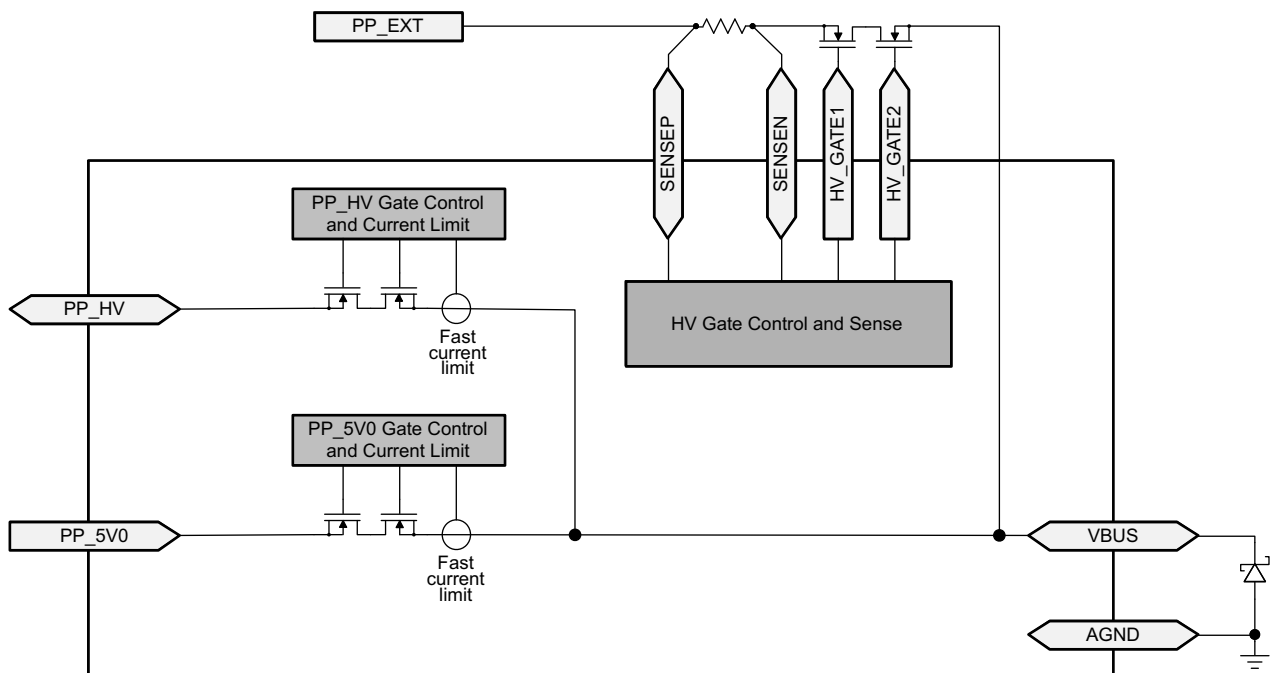 PP_EXT
SENSEP
SENSEN
HV_GATE1
HV_GATE2
PP_HV Gate Control
and Current Limit
PP_HV
Fast
current
limit
HV Gate Control and Sense
PP_5V0 Gate Control
and Current Limit
PP_5V0
Fast
current
limit
VBUS
AGND